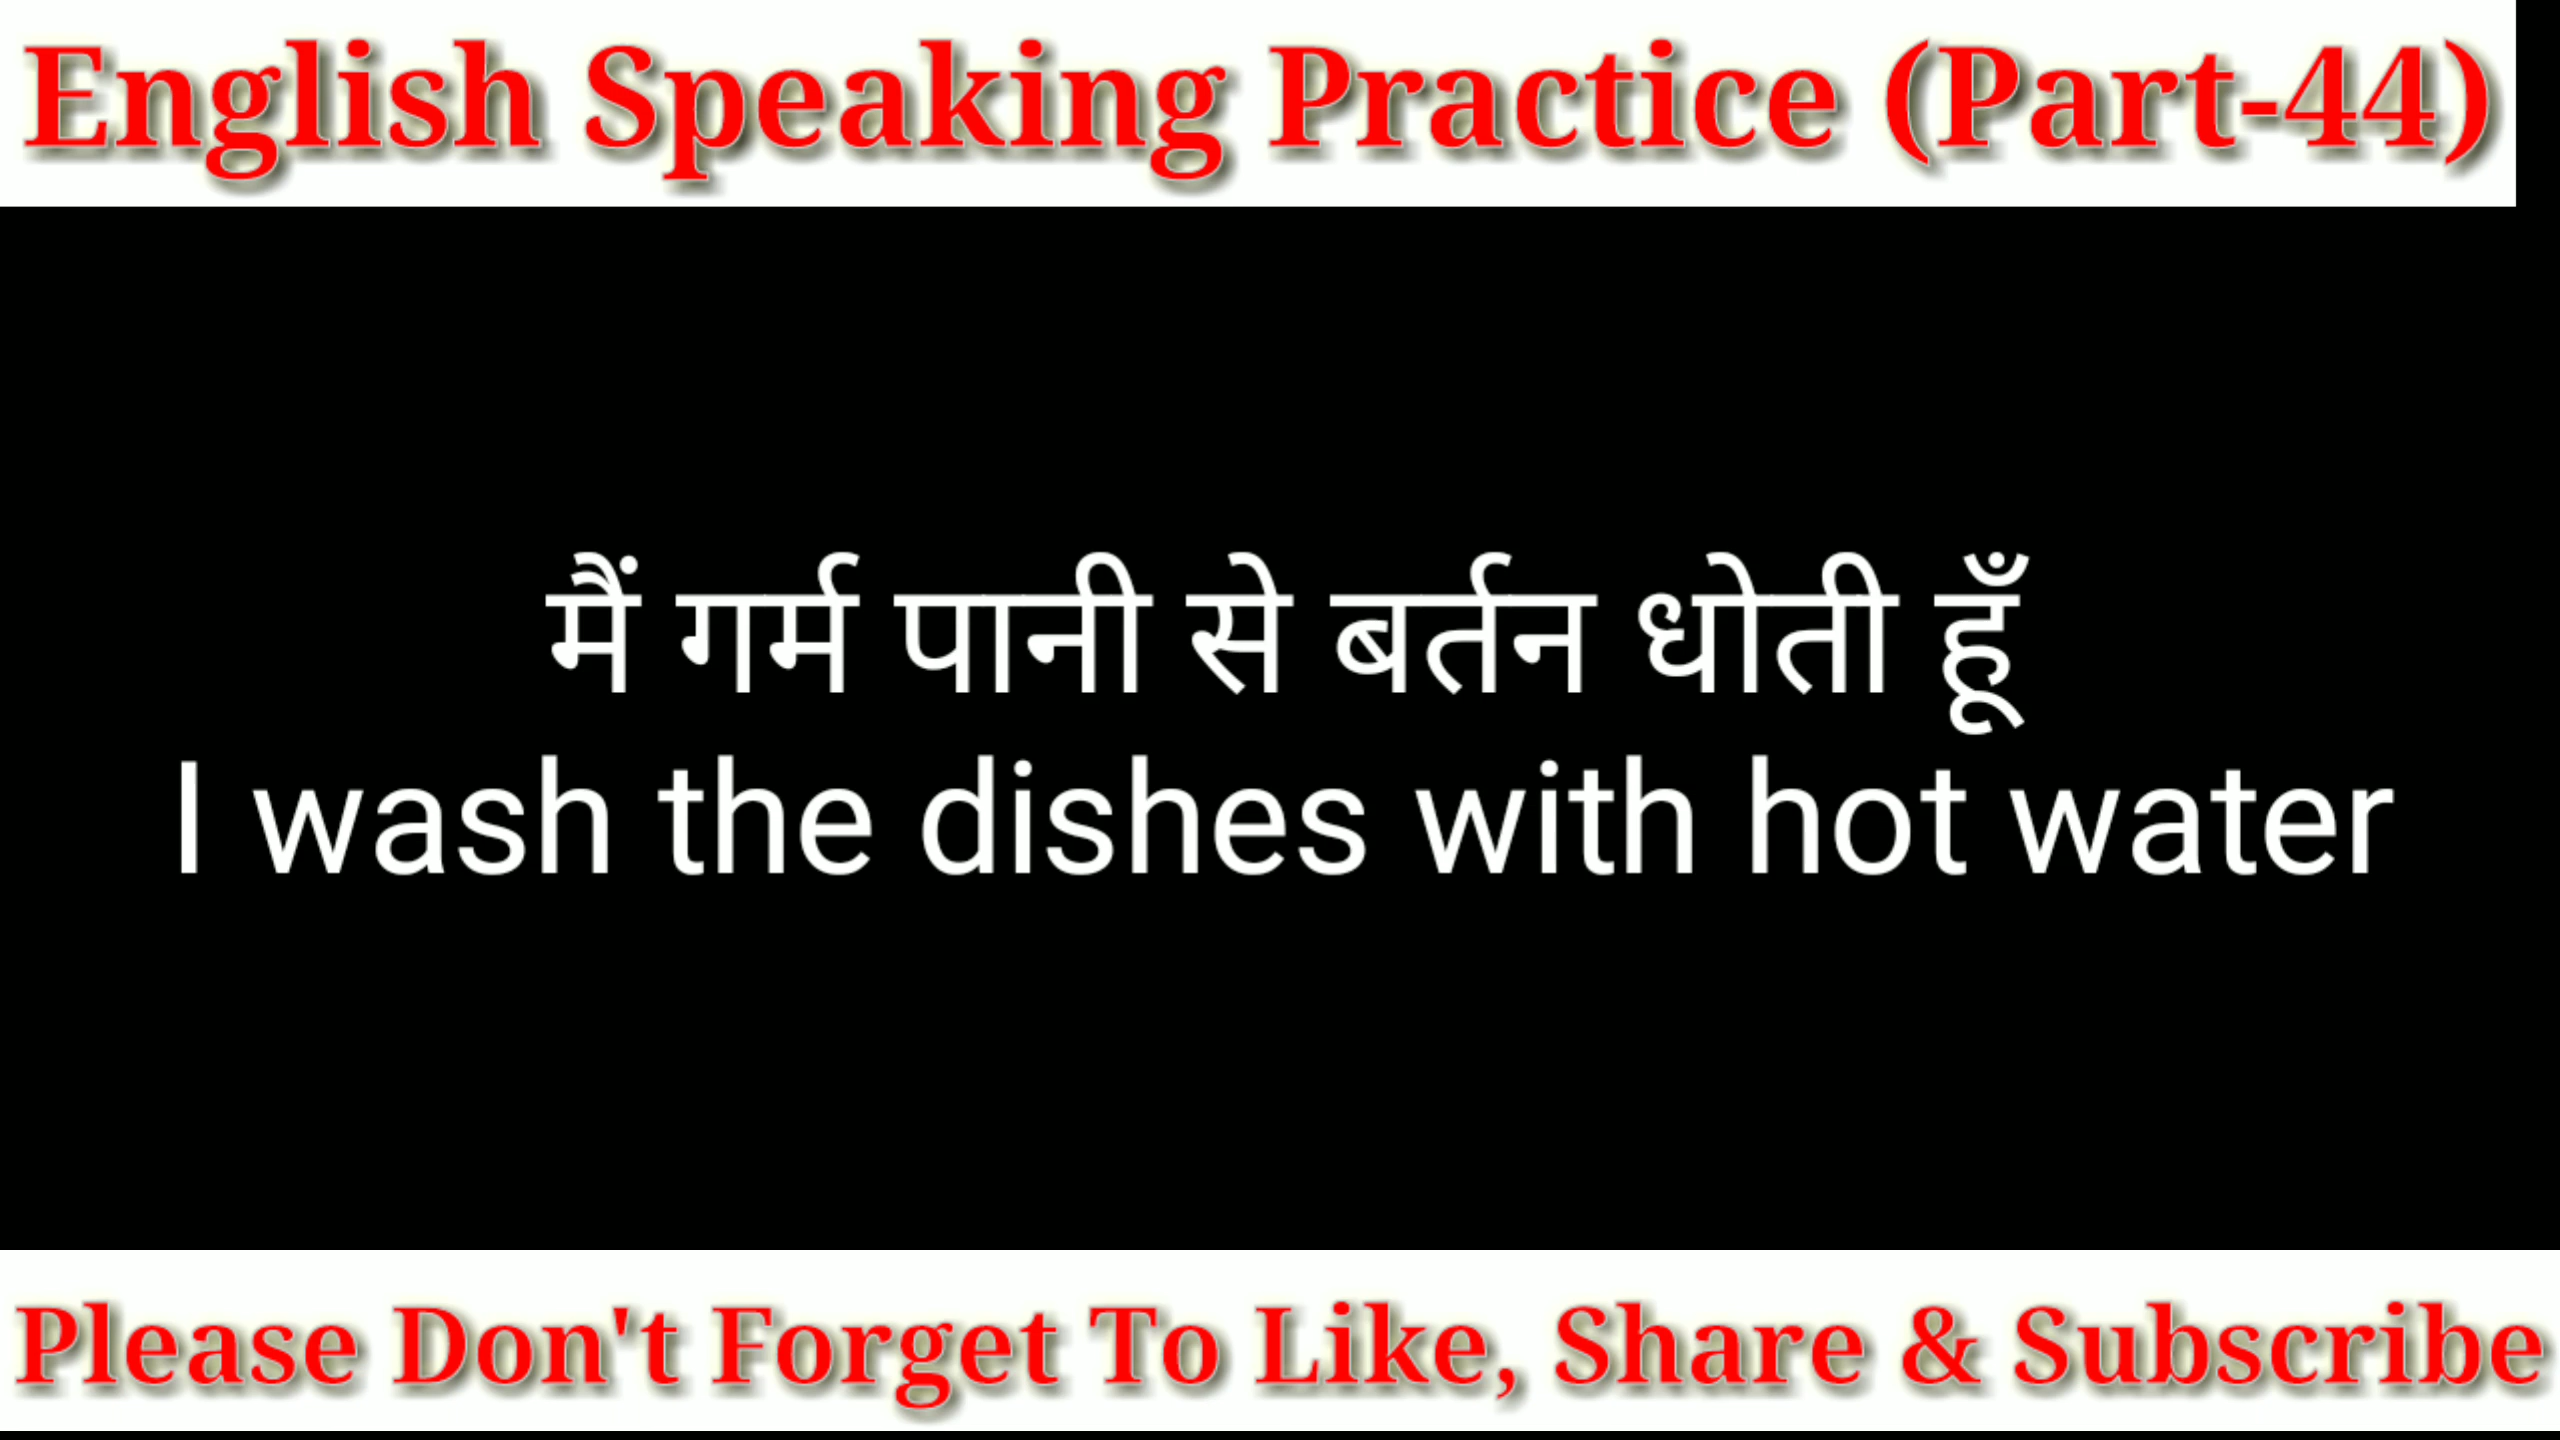 English Speaking Practice (Part-44)
मैं गर्म पानी से बर्तन धोती हूँ
I wash the dishes with hot water
Please Don't Forget To Like, Share & Subscribe